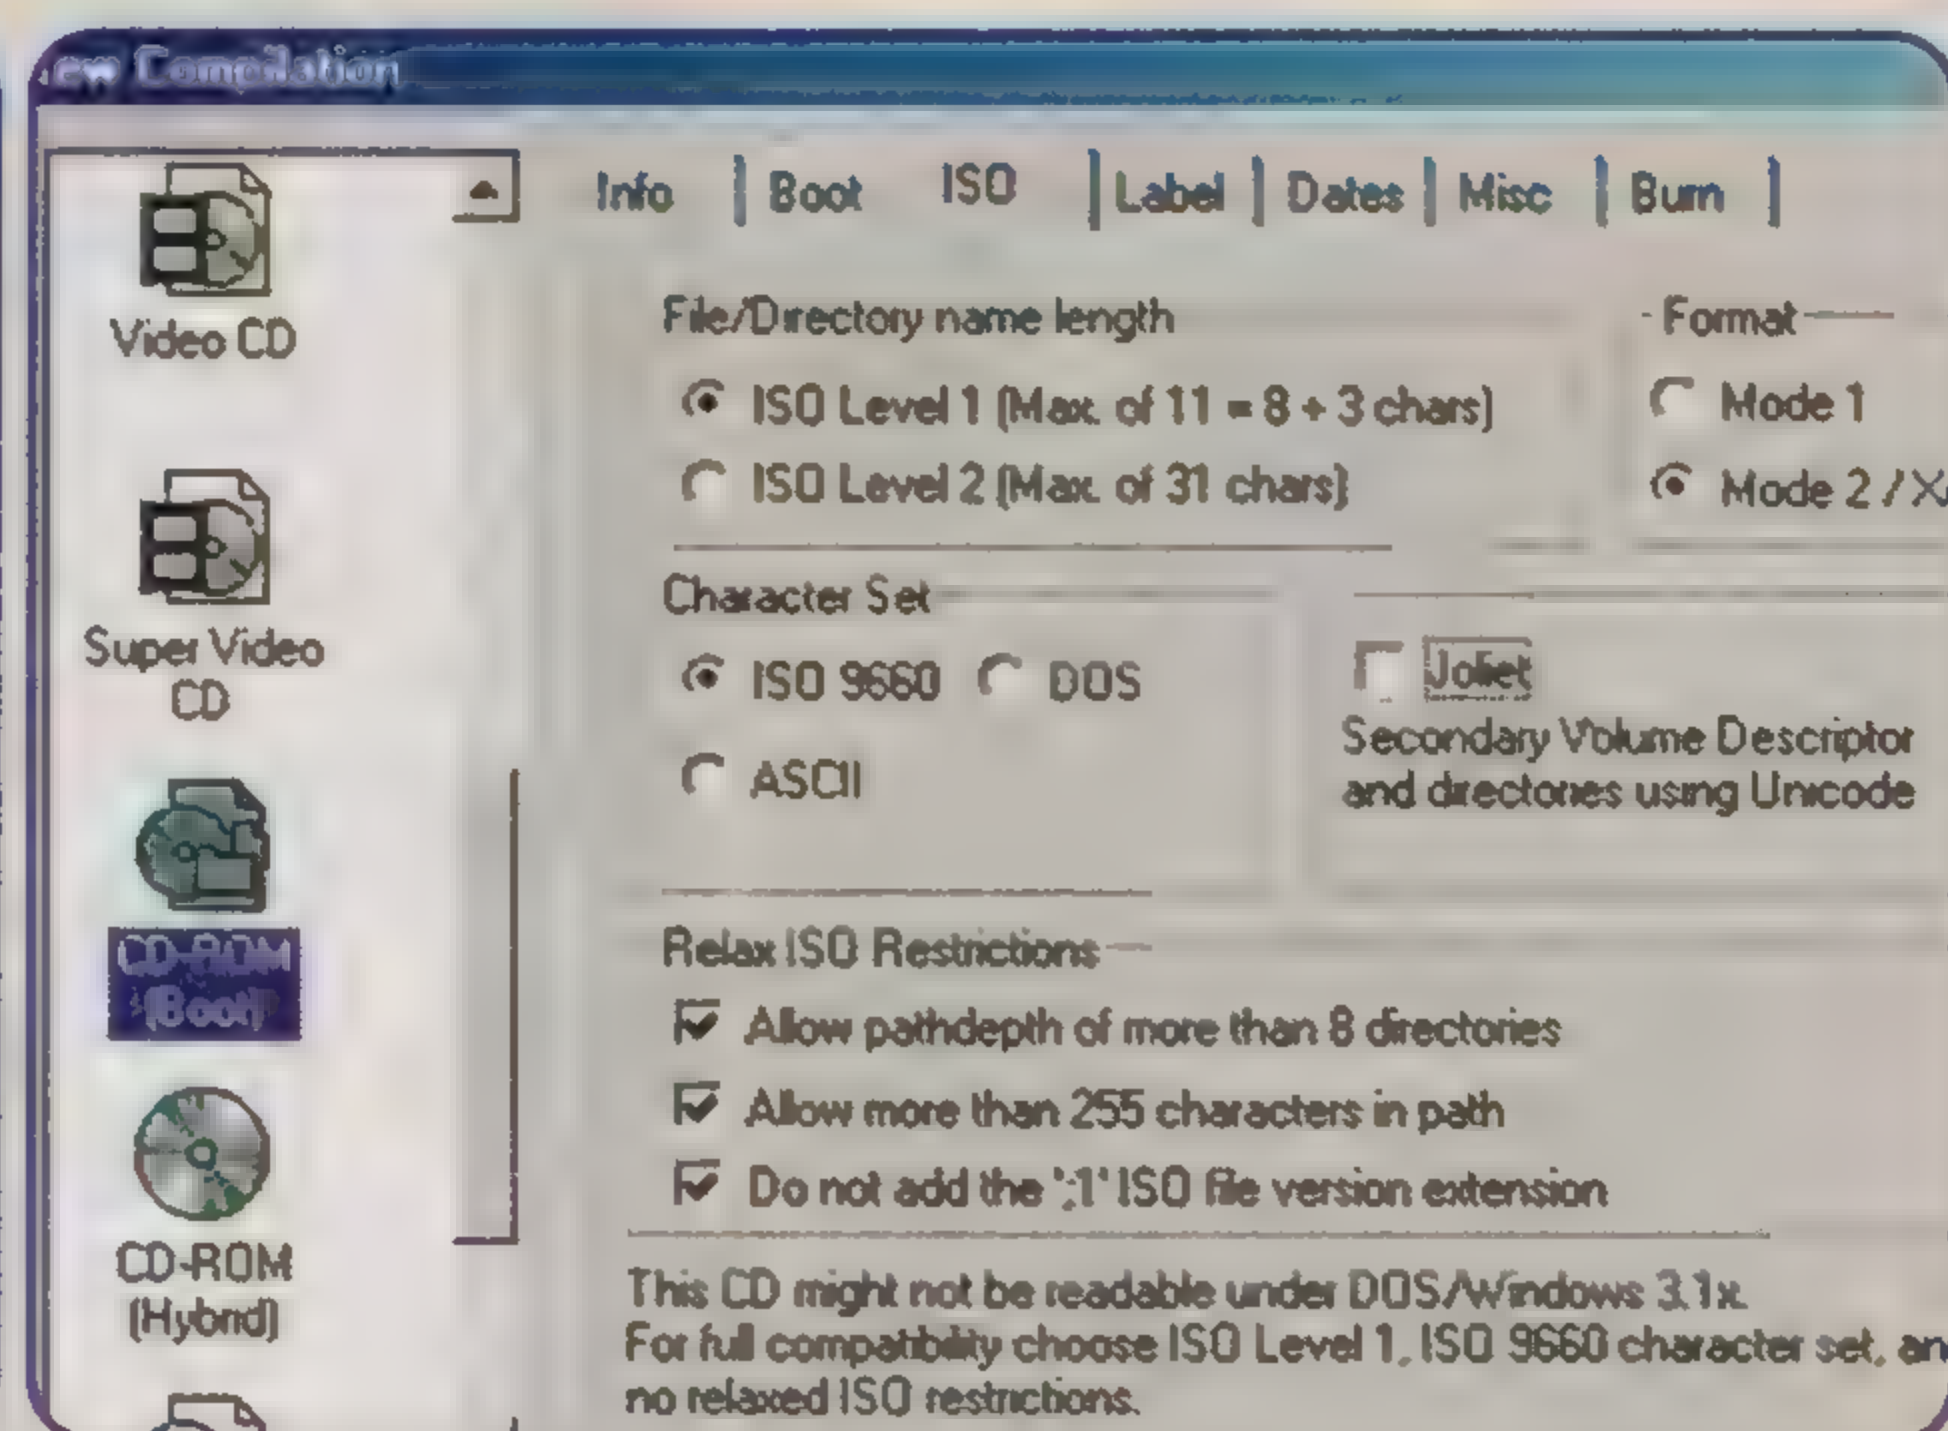 ew Compilation
Video CD
Super Video
CD
CD-ROM
(Boot)
CD-ROM
(Hybrid)
Info Boot ISO Label Dates Misc Burn
File/Directory name length
ISO Level 1 (Max. of 11 = 8 + 3 chars)
ISO Level 2 (Max. of 31 chars)
Format
Mode 1
Mode 2 / X
Character Set
ISO 9660 DOS
ASCII
Joliet
Secondary Volume Descriptor
and directories using Unicode
Relax ISO Restrictions
Allow pathdepth of more than 8 directories
Allow more than 255 characters in path
Do not add the ';1' ISO file version extension
This CD might not be readable under DOS/Windows 3.1x.
For full compatibility choose ISO Level 1, ISO 9660 character set, an
no relaxed ISO restrictions.